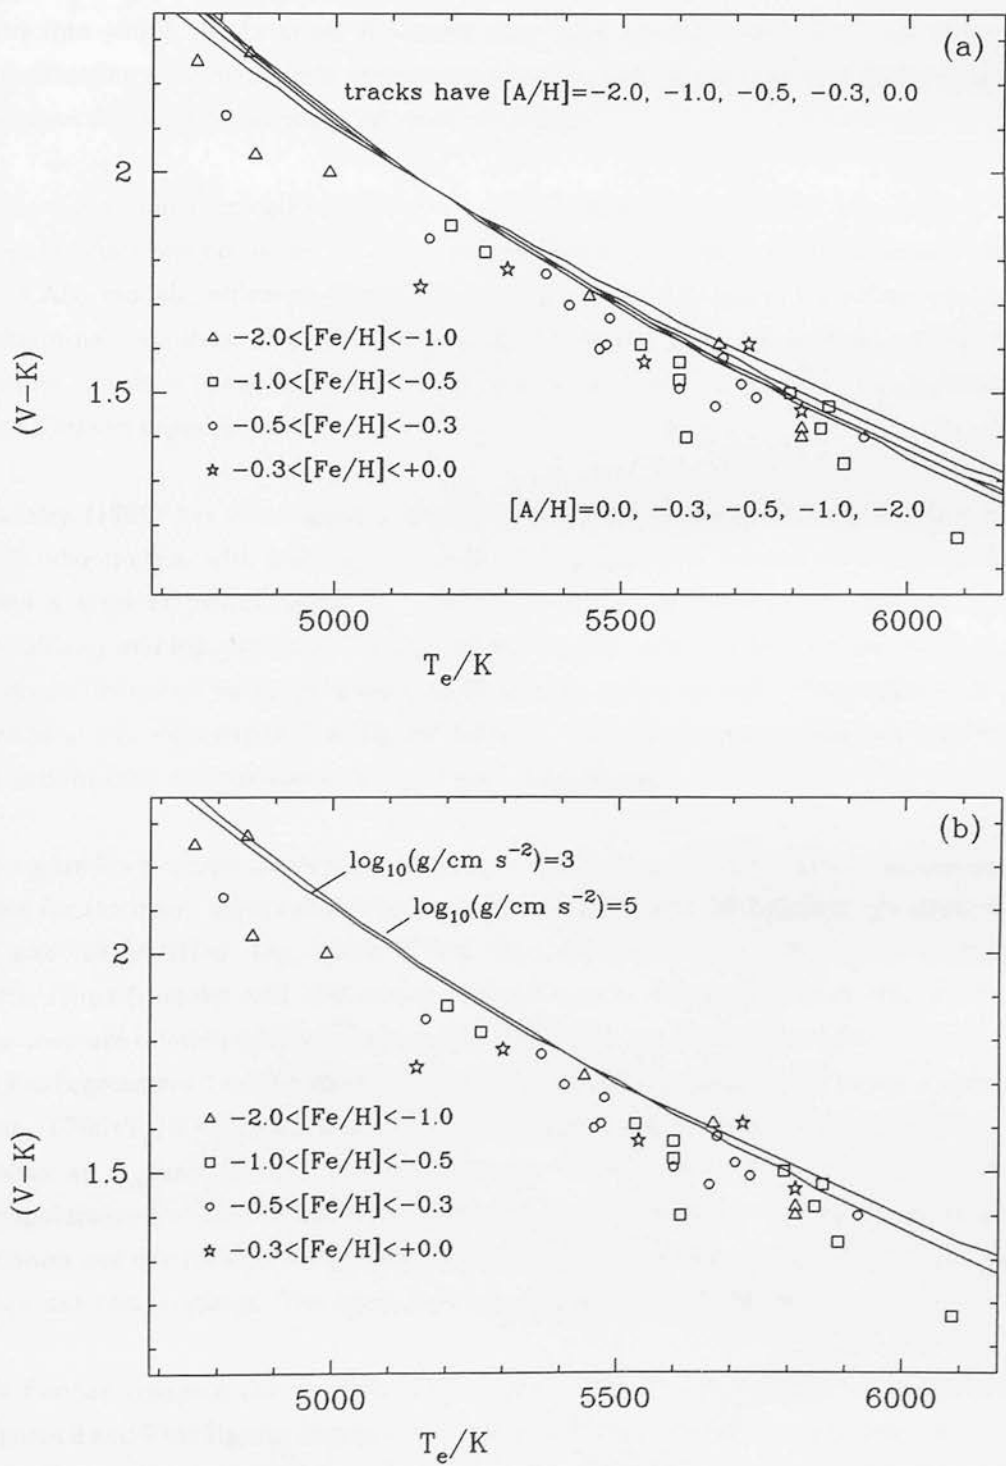 (a)
tracks have [A/H]=−2.0, −1.0, −0.5, −0.3, 0.0
2
1.5
(V−K)
−2.0<[Fe/H]<−1.0
−1.0<[Fe/H]<−0.5
−0.5<[Fe/H]<−0.3
−0.3<[Fe/H]<+0.0
[A/H]=0.0, −0.3, −0.5, −1.0, −2.0
5000 5500 6000
Tₑ/K
(b)
log₁₀(g/cm s⁻²)=3
log₁₀(g/cm s⁻²)=5
2
1.5
(V−K)
−2.0<[Fe/H]<−1.0
−1.0<[Fe/H]<−0.5
−0.5<[Fe/H]<−0.3
−0.3<[Fe/H]<+0.0
5000 5500 6000
Tₑ/K